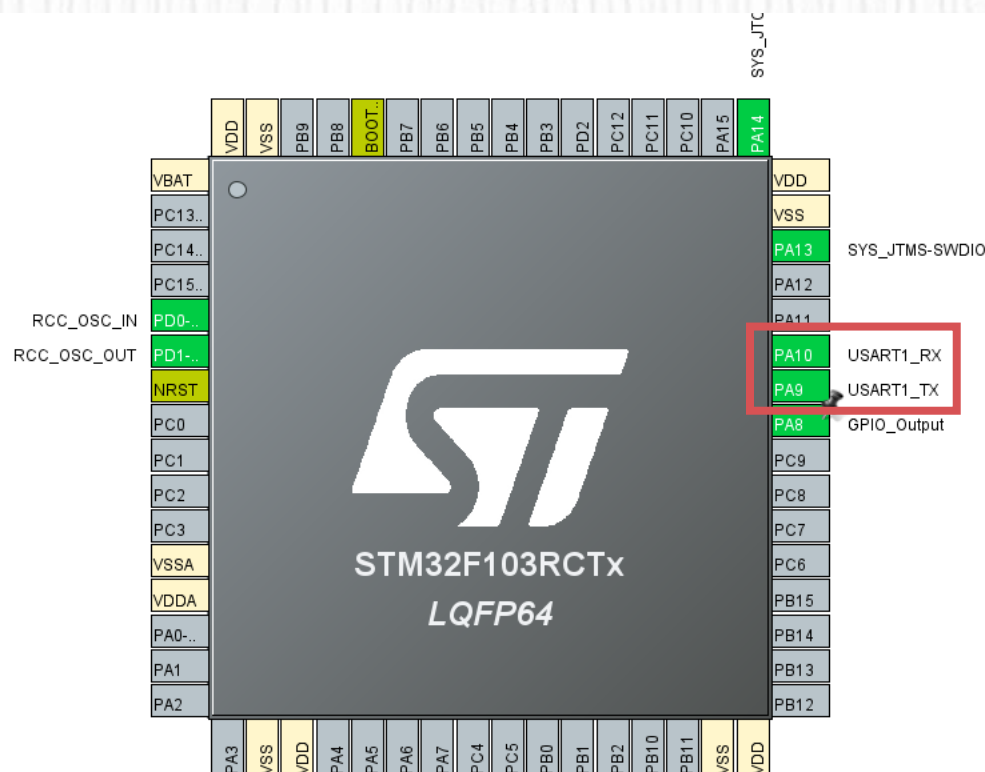 SYS_JTC
VDD
VSS
PB9
PB8
BOOT..
PB7
PB6
PB5
PB4
PB3
PD2
PC12
PC11
PC10
PA15
PA14
VBAT
PC13..
PC14..
PC15..
RCC_OSC_IN PD0-..
RCC_OSC_OUT PD1-..
NRST
PC0
PC1
PC2
PC3
VSSA
VDDA
PA0-..
PA1
PA2
VDD
VSS
PA13 SYS_JTMS-SWDIO
PA12
PA11
PA10 USART1_RX
PA9 USART1_TX
PA8 GPIO_Output
PC9
PC8
PC7
PC6
PB15
PB14
PB13
PB12
ST
STM32F103RCTx
LQFP64
PA3
VSS
VDD
PA4
PA5
PA6
PA7
PC4
PC5
PB0
PB1
PB2
PB10
PB11
VSS
VDD